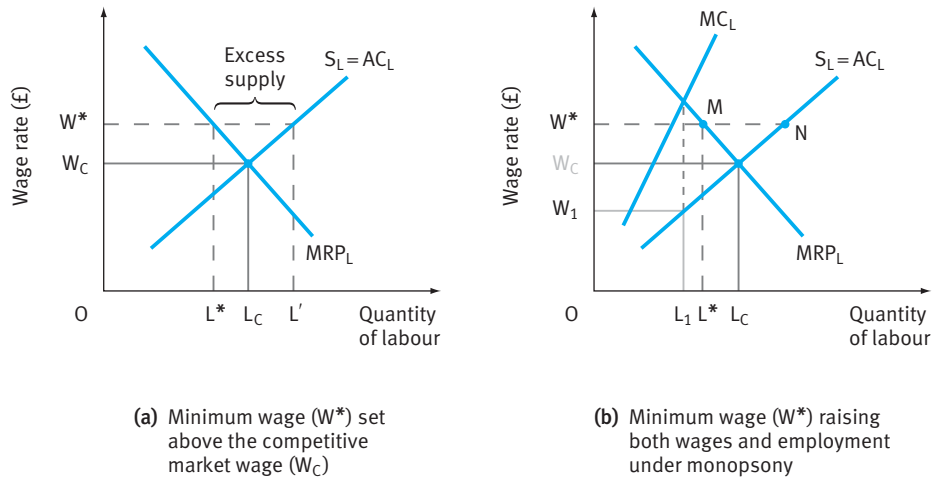 Excess
supply
S_L = AC_L
Wage rate (£)
W*
W_C
MRP_L
O
L*
L_C
L′
Quantity
of labour
(a) Minimum wage (W*) set
above the competitive
market wage (W_C)
MC_L
S_L = AC_L
Wage rate (£)
W*
M
N
W_C
W_1
MRP_L
O
L_1
L*
L_C
Quantity
of labour
(b) Minimum wage (W*) raising
both wages and employment
under monopsony